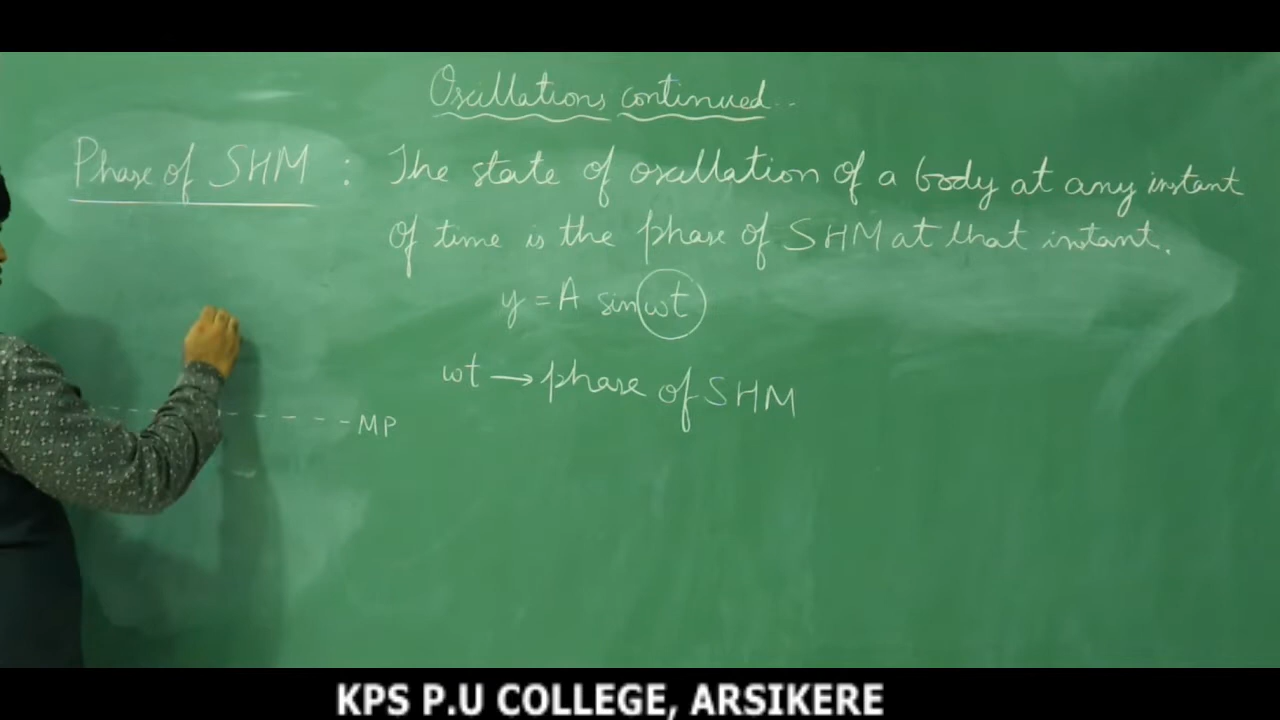 Oscillations continued...
Phase of SHM : The state of oscillation of a body at any instant
of time is the phase of SHM at that instant.
y = A sin ωt
ωt → phase of SHM
MP
KPS P.U COLLEGE, ARSIKERE